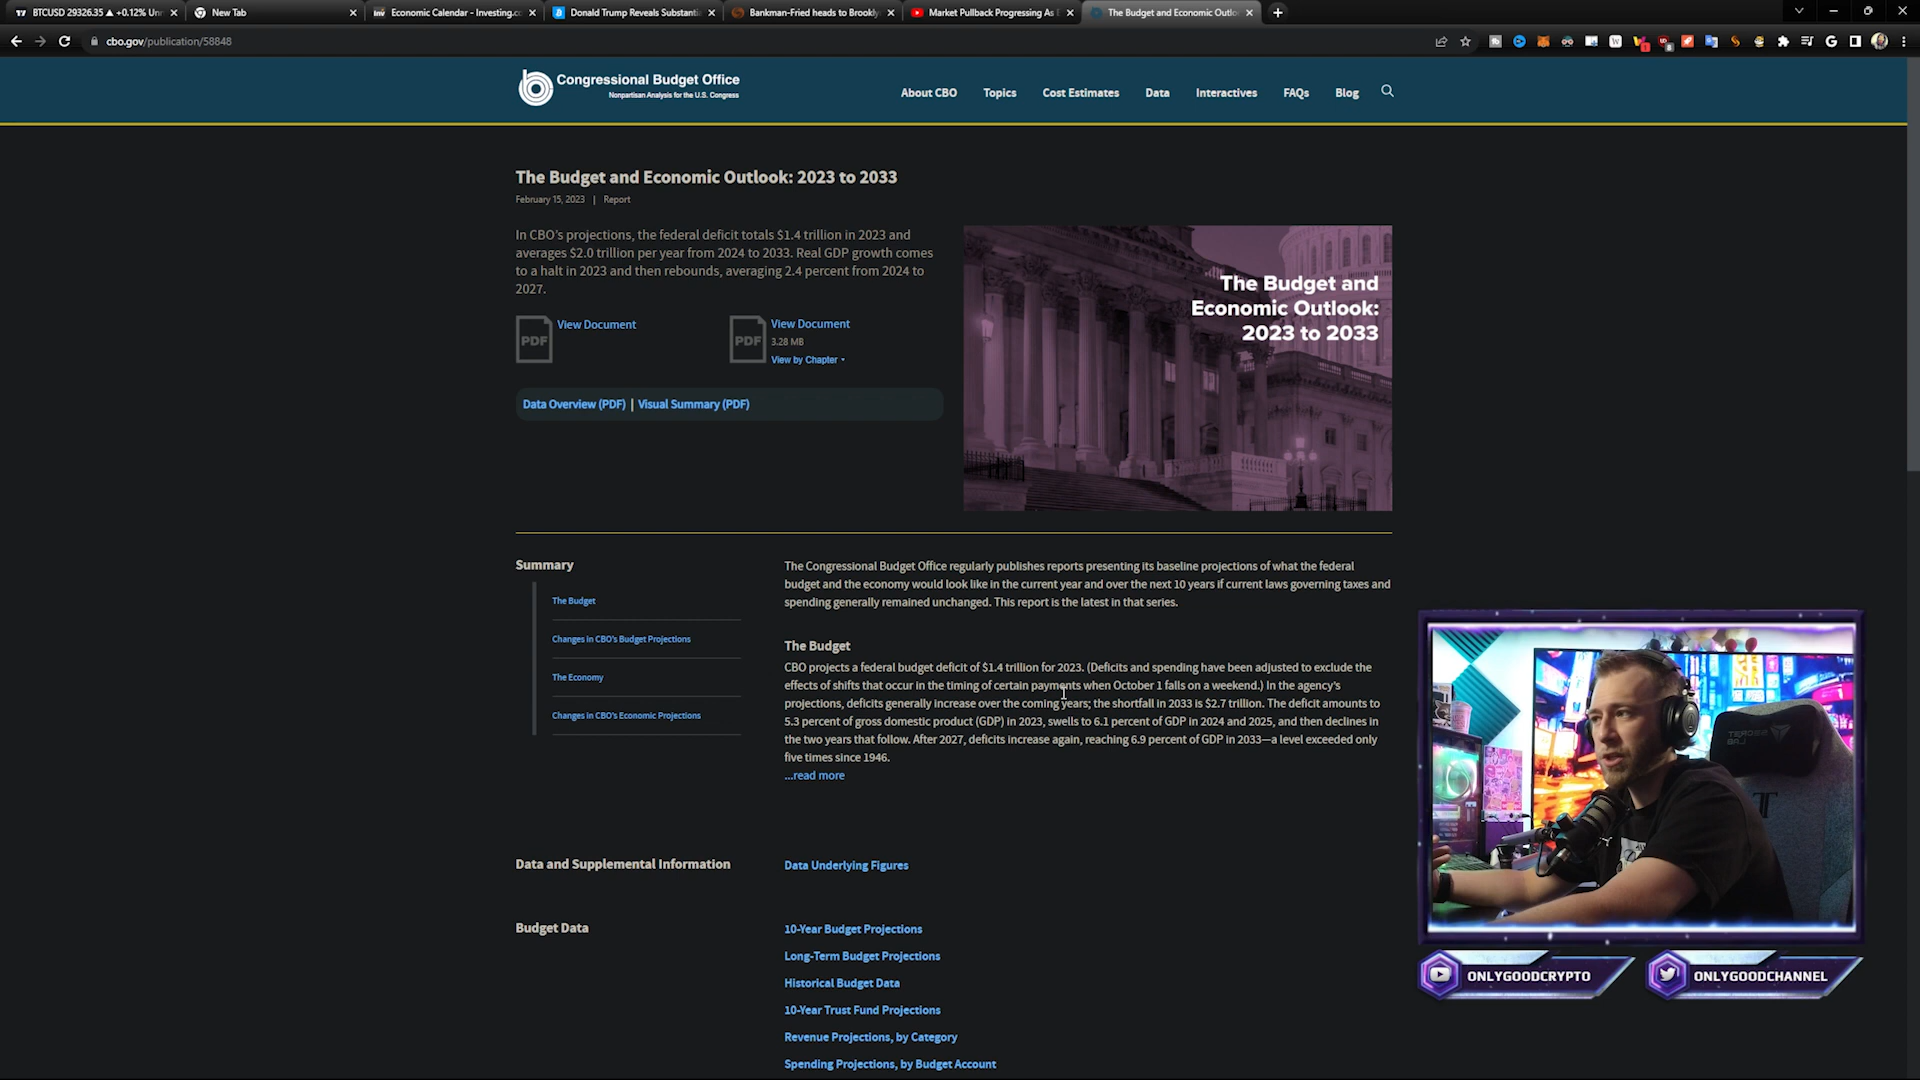 BTCUSD 29326.35 ▲ +0.12% Un
New Tab
Economic Calendar - Investing.co
Donald Trump Reveals Substanti
Bankman-Fried heads to Brookly
Market Pullback Progressing As
The Budget and Economic Outlo
cbo.gov/publication/58848
Congressional Budget Office
Nonpartisan Analysis for the U.S. Congress
About CBO
Topics
Cost Estimates
Data
Interactives
FAQs
Blog
The Budget and Economic Outlook: 2023 to 2033
February 15, 2023 | Report
In CBO's projections, the federal deficit totals $1.4 trillion in 2023 and
averages $2.0 trillion per year from 2024 to 2033. Real GDP growth comes
to a halt in 2023 and then rebounds, averaging 2.4 percent from 2024 to
2027.
PDF
View Document
PDF
View Document
3.28 MB
View by Chapter
Data Overview (PDF) | Visual Summary (PDF)
The Budget and
Economic Outlook:
2023 to 2033
Summary
The Budget
Changes in CBO's Budget Projections
The Economy
Changes in CBO's Economic Projections
The Congressional Budget Office regularly publishes reports presenting its baseline projections of what the federal
budget and the economy would look like in the current year and over the next 10 years if current laws governing taxes and
spending generally remained unchanged. This report is the latest in that series.
The Budget
CBO projects a federal budget deficit of $1.4 trillion for 2023. (Deficits and spending have been adjusted to exclude the
effects of shifts that occur in the timing of certain payments when October 1 falls on a weekend.) In the agency's
projections, deficits generally increase over the coming years; the shortfall in 2033 is $2.7 trillion. The deficit amounts to
5.3 percent of gross domestic product (GDP) in 2023, swells to 6.1 percent of GDP in 2024 and 2025, and then declines in
the two years that follow. After 2027, deficits increase again, reaching 6.9 percent of GDP in 2033—a level exceeded only
five times since 1946.
...read more
Data and Supplemental Information
Data Underlying Figures
Budget Data
10-Year Budget Projections
Long-Term Budget Projections
Historical Budget Data
10-Year Trust Fund Projections
Revenue Projections, by Category
Spending Projections, by Budget Account
ONLYGOODCRYPTO
ONLYGOODCHANNEL